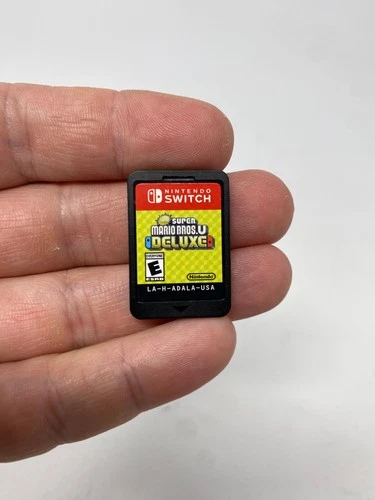 NINTENDO
SWITCH
NEW
SUPER
MARIO BROS. U
DELUXE
EVERYONE
E
ESRB
Nintendo
LA-H-ADALA-USA